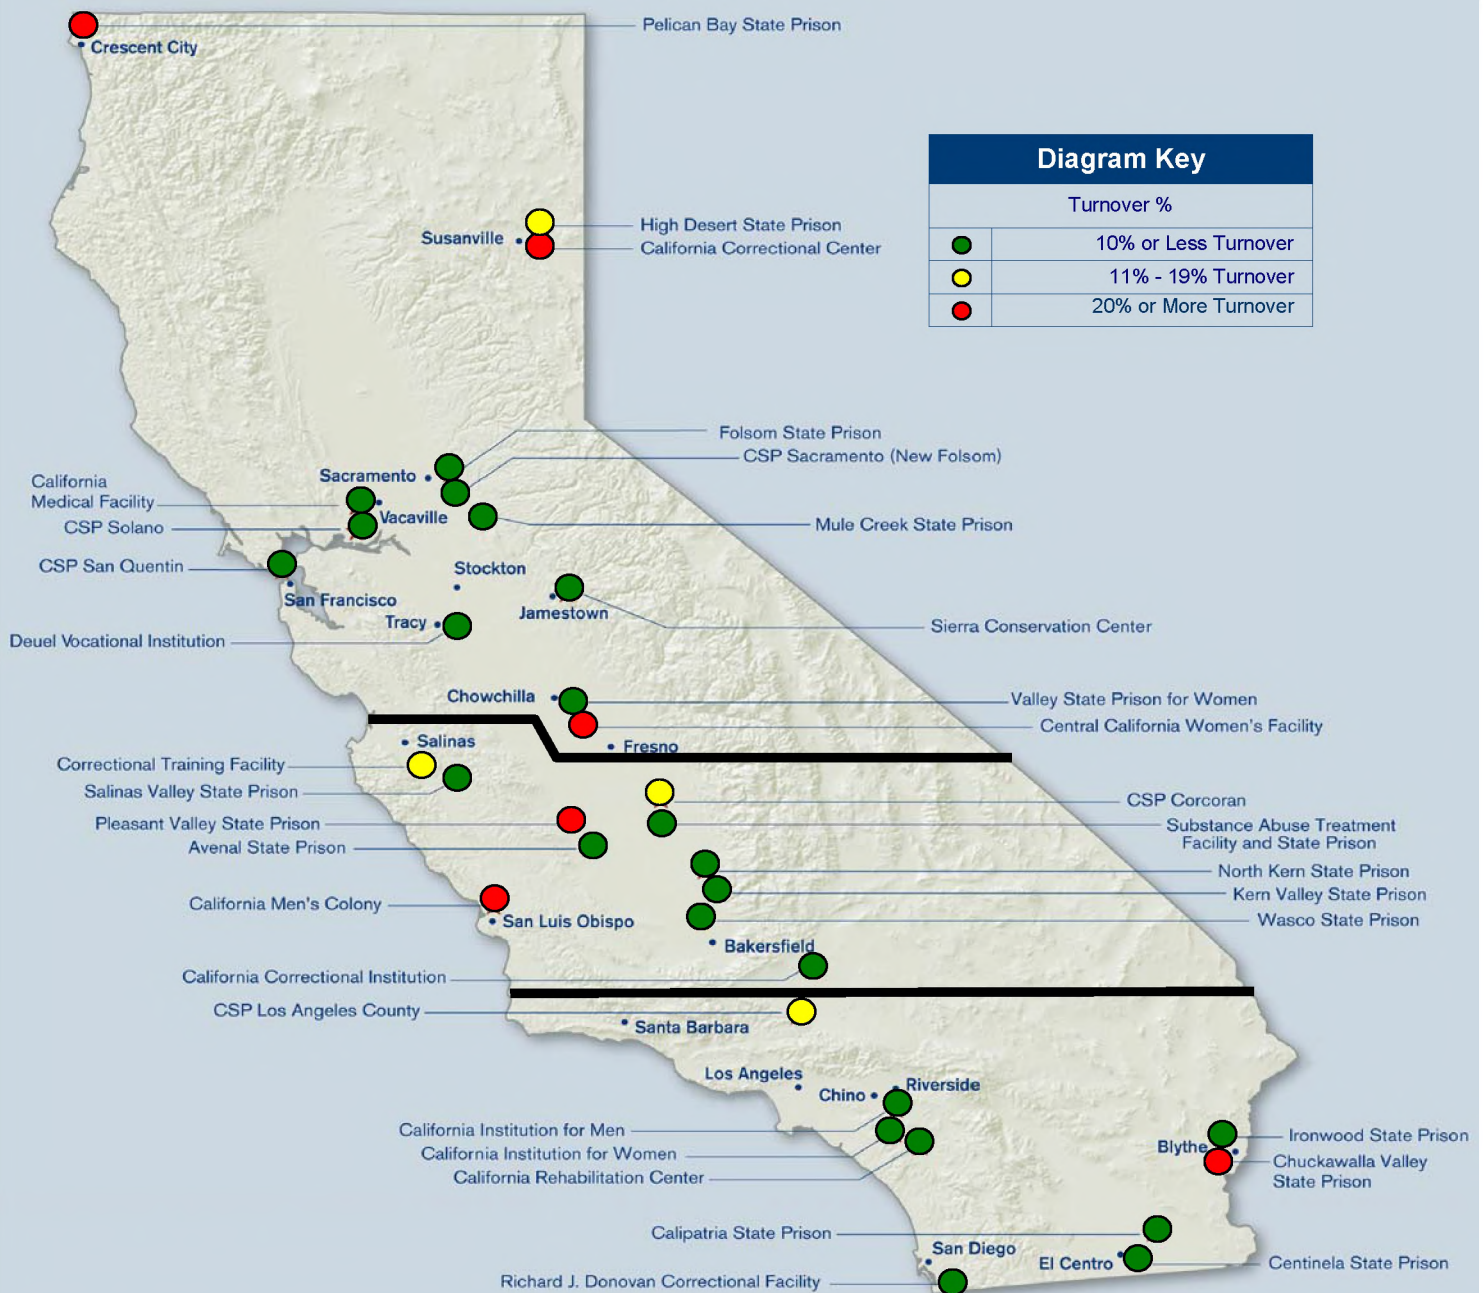 Pelican Bay State Prison
Crescent City
Diagram Key
Turnover %
10% or Less Turnover
11% - 19% Turnover
20% or More Turnover
High Desert State Prison
Susanville
California Correctional Center
Folsom State Prison
CSP Sacramento (New Folsom)
Sacramento
California
Medical Facility
Vacaville
CSP Solano
Mule Creek State Prison
CSP San Quentin
Stockton
San Francisco
Jamestown
Tracy
Sierra Conservation Center
Deuel Vocational Institution
Chowchilla
Valley State Prison for Women
Central California Women's Facility
Salinas
Fresno
Correctional Training Facility
Salinas Valley State Prison
CSP Corcoran
Pleasant Valley State Prison
Substance Abuse Treatment
Facility and State Prison
Avenal State Prison
North Kern State Prison
Kern Valley State Prison
California Men's Colony
San Luis Obispo
Wasco State Prison
Bakersfield
California Correctional Institution
CSP Los Angeles County
Santa Barbara
Los Angeles
Chino
Riverside
California Institution for Men
California Institution for Women
California Rehabilitation Center
Ironwood State Prison
Blythe
Chuckawalla Valley
State Prison
Calipatria State Prison
San Diego
El Centro
Centinela State Prison
Richard J. Donovan Correctional Facility